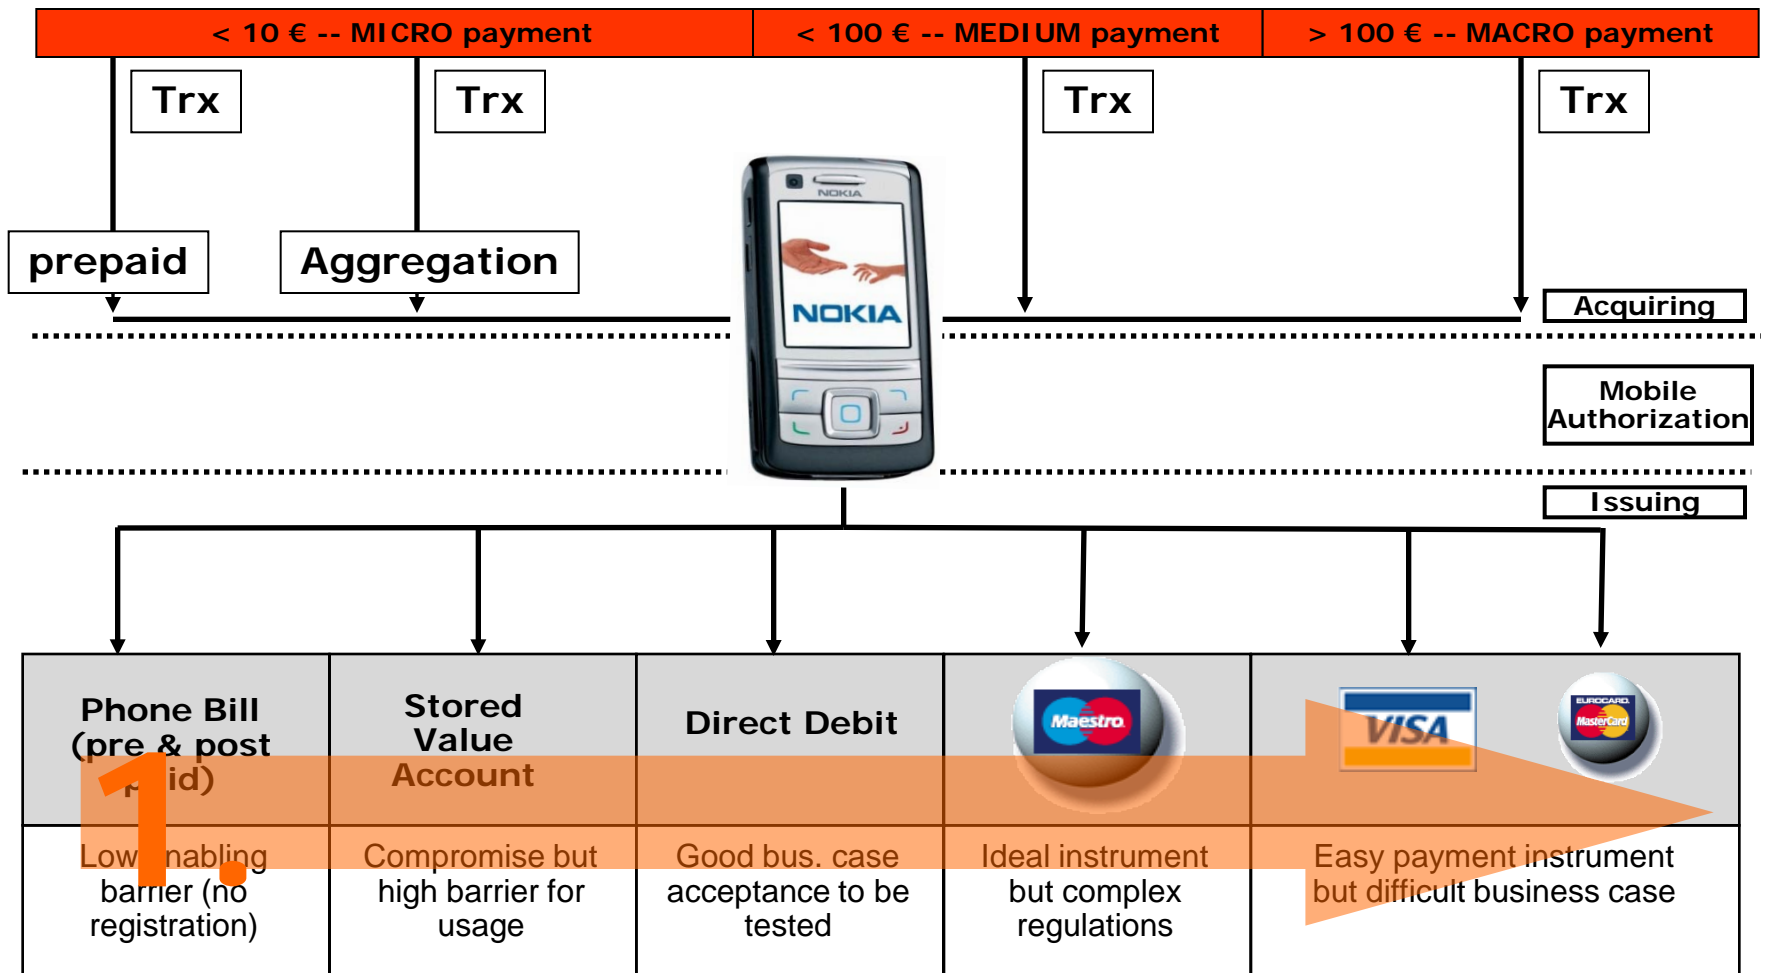 < 10 € -- MICRO payment
< 100 € -- MEDIUM payment
> 100 € -- MACRO payment
Trx
Trx
Trx
Trx
prepaid
Aggregation
NOKIA
NOKIA
Acquiring
Mobile
Authorization
Issuing
Phone Bill
(pre & post
paid)
Stored
Value
Account
Direct Debit
Maestro
VISA
EUROCARD
MasterCard
1.
Low enabling
barrier (no
registration)
Compromise but
high barrier for
usage
Good bus. case
acceptance to be
tested
Ideal instrument
but complex
regulations
Easy payment instrument
but difficult business case